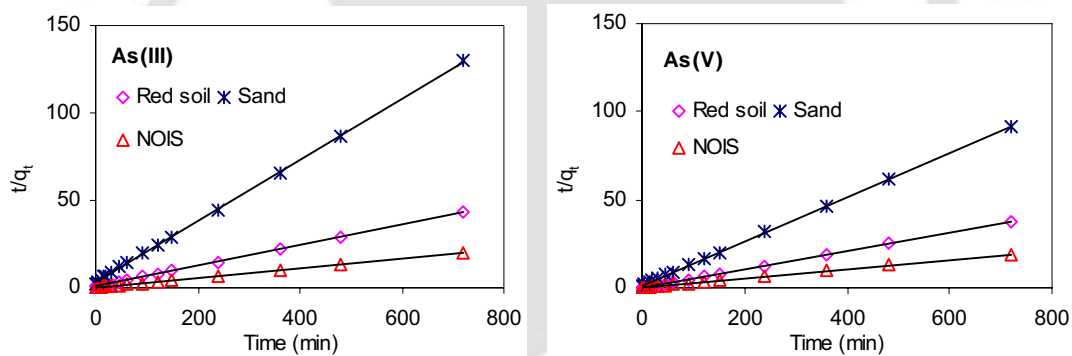 150
As(III)
Red soil Sand
100
NOIS
t/qt
50
0
0 200 400 600 800
Time (min)
150
As(V)
Red soil Sand
100
NOIS
t/qt
50
0
0 200 400 600 800
Time (min)